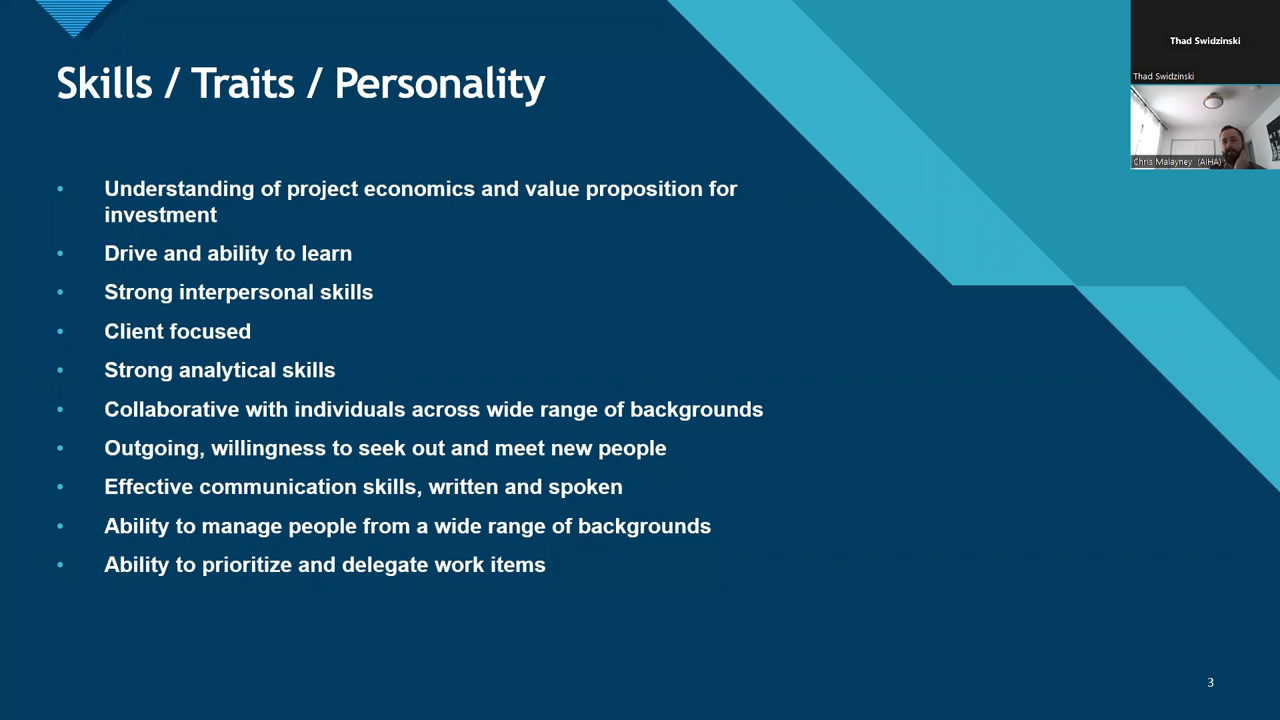 Skills / Traits / Personality
• Understanding of project economics and value proposition for
investment
• Drive and ability to learn
• Strong interpersonal skills
• Client focused
• Strong analytical skills
• Collaborative with individuals across wide range of backgrounds
• Outgoing, willingness to seek out and meet new people
• Effective communication skills, written and spoken
• Ability to manage people from a wide range of backgrounds
• Ability to prioritize and delegate work items
Thad Swidzinski
Thad Swidzinski
Chris Malayney (AIHA)
3